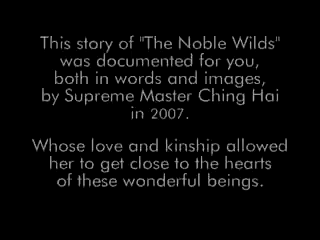 This story of "The Noble Wilds"
was documented for you,
both in words and images,
by Supreme Master Ching Hai
in 2007.
Whose love and kinship allowed
her to get close to the hearts
of these wonderful beings.